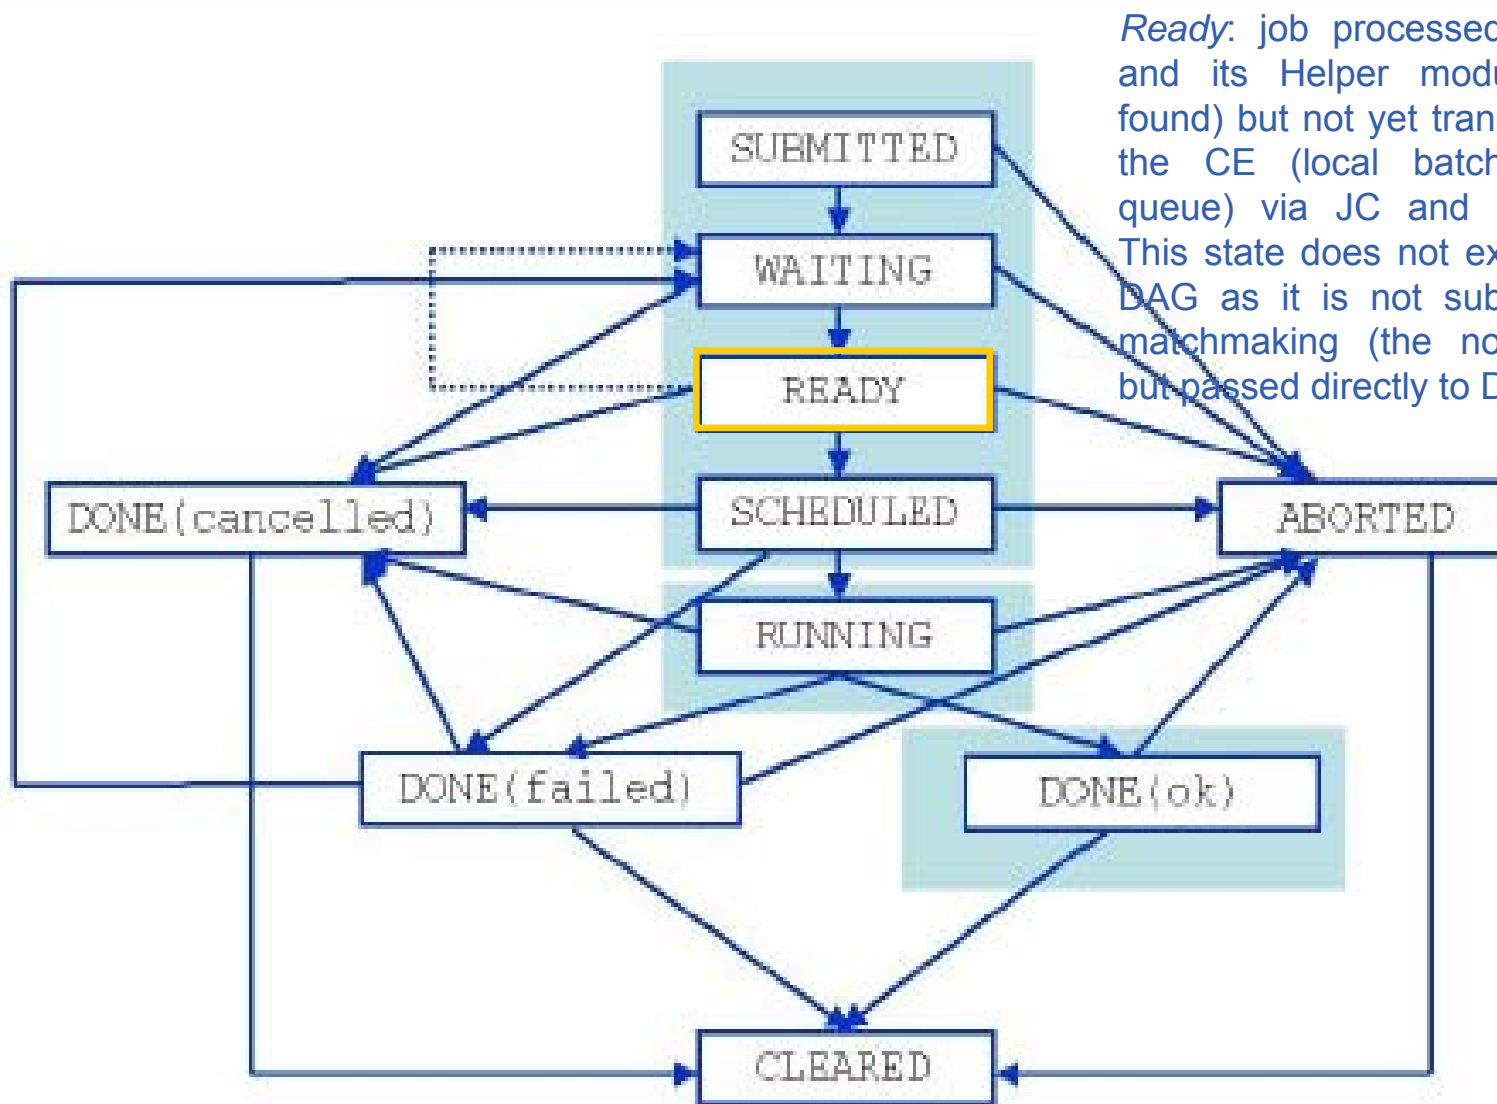 Ready: job processed
and its Helper modu
found) but not yet tran
the CE (local batch
queue) via JC and
This state does not ex
DAG as it is not sub
matchmaking (the no
but passed directly to D
SUBMITTED
WAITING
READY
DONE(cancelled)
SCHEDULED
ABORTED
RUNNING
DONE(failed)
DONE(ok)
CLEARED